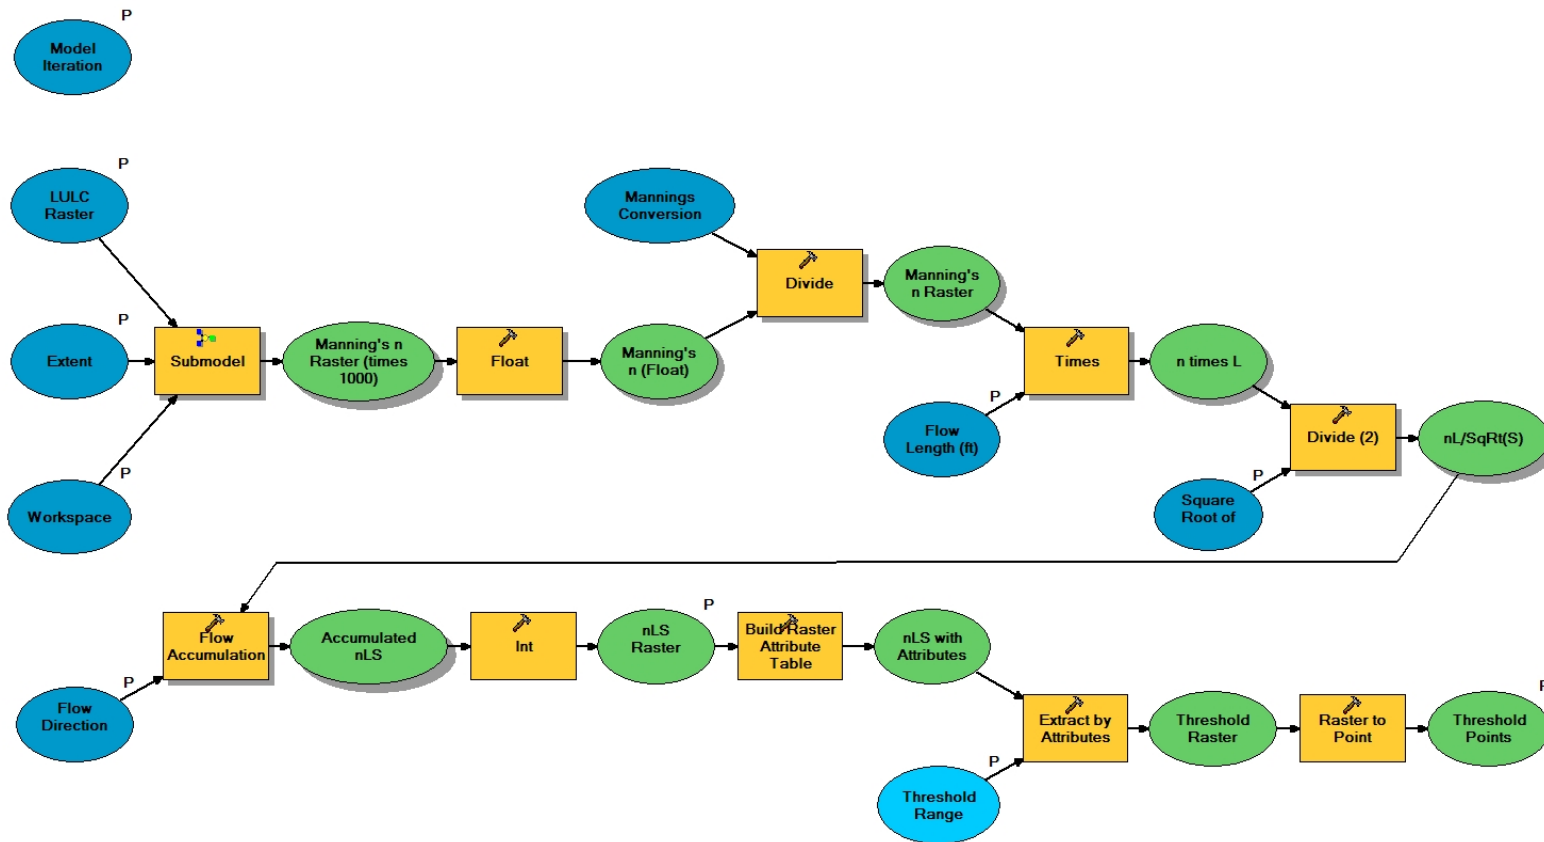 P
Model
Iteration
P
LULC
Raster
Mannings
Conversion
Divide
Manning's
n Raster
P
Extent
Submodel
Manning's n
Raster (times
1000)
Float
Manning's
n (Float)
Times
n times L
P
Flow
Length (ft)
Divide (2)
nL/SqRt(S)
P
Workspace
P
Square
Root of
Flow
Accumulation
Accumulated
nLS
Int
P
nLS
Raster
Build Raster
Attribute
Table
nLS with
Attributes
P
Flow
Direction
Extract by
Attributes
Threshold
Raster
Raster to
Point
P
Threshold
Points
P
Threshold
Range